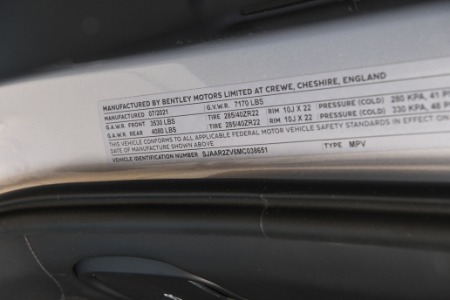 MANUFACTURED BY BENTLEY MOTORS LIMITED AT CREWE, CHESHIRE, ENGLAND
07/2021 G.V.W.R. 7170 LBS
G.A.W.R FRONT 3530 LBS TIRE 285/40ZR22 RIM 10J X 22 PRESSURE (COLD) 280 KPA, 41
G.A.W.R REAR 4080 LBS TIRE 285/40ZR22 RIM 10J X 22 PRESSURE (COLD) 330 KPA, 48
THIS VEHICLE CONFORMS TO ALL APPLICABLE FEDERAL MOTOR VEHICLE SAFETY STANDARDS IN EFFECT ON
DATE OF MANUFACTURE SHOWN ABOVE
VEHICLE IDENTIFICATION NUMBER SJAAR2ZV6MC038651 TYPE MPV